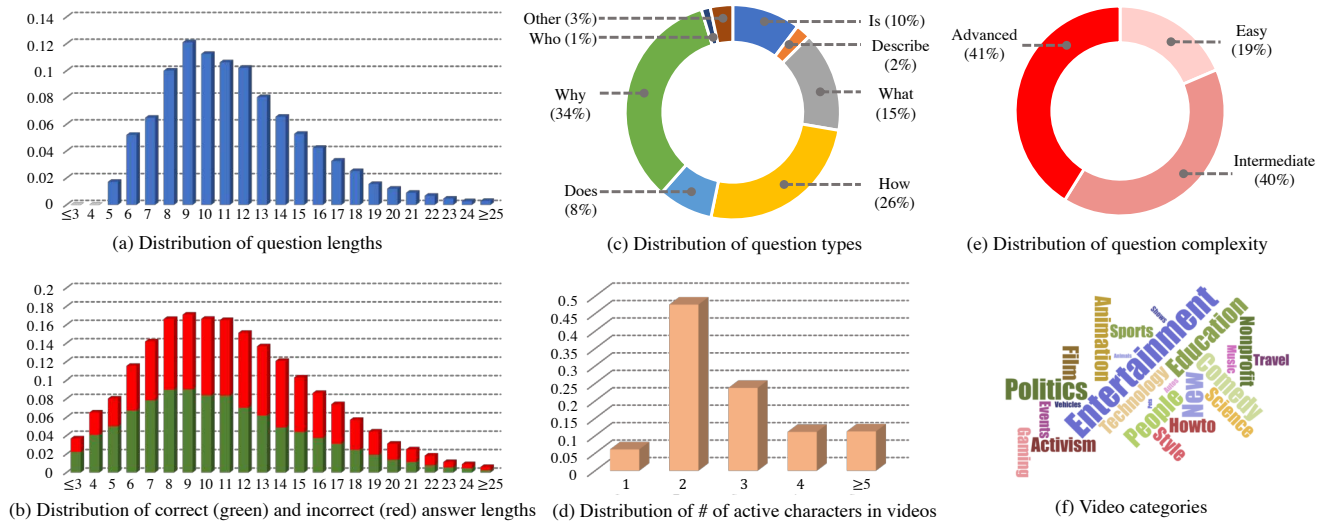 0.14
0.12
0.1
0.08
0.06
0.04
0.02
0
≤3 4 5 6 7 8 9 10 11 12 13 14 15 16 17 18 19 20 21 22 23 24 ≥25
(a) Distribution of question lengths
Other (3%)
Who (1%)
Why
(34%)
Does
(8%)
Is (10%)
Describe
(2%)
What
(15%)
How
(26%)
(c) Distribution of question types
Advanced
(41%)
Easy
(19%)
Intermediate
(40%)
(e) Distribution of question complexity
0.2
0.18
0.16
0.14
0.12
0.1
0.08
0.06
0.04
0.02
0
≤3 4 5 6 7 8 9 10 11 12 13 14 15 16 17 18 19 20 21 22 23 24 ≥25
(b) Distribution of correct (green) and incorrect (red) answer lengths
0.5
0.45
0.4
0.35
0.3
0.25
0.2
0.15
0.1
0.05
0
1 2 3 4 ≥5
(d) Distribution of # of active characters in videos
Animation
Sports
Shows
Entertainment
Education
Nonprofit
Music
Travel
Film
Politics
Vehicles
Technology
Comedy
News
People
Science
Events
Activism
Gaming
Howto
Style
(f) Video categories